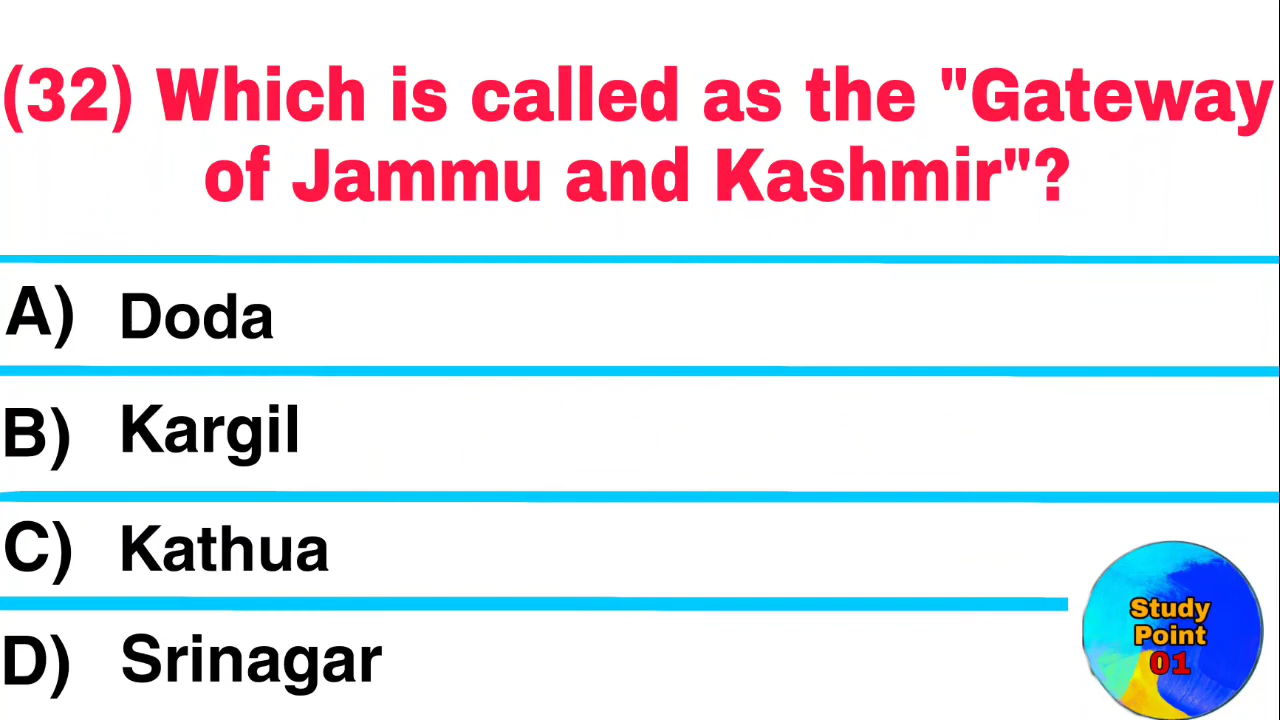 (32) Which is called as the "Gateway
of Jammu and Kashmir"?
A) Doda
B) Kargil
C) Kathua
D) Srinagar
Study
Point
01